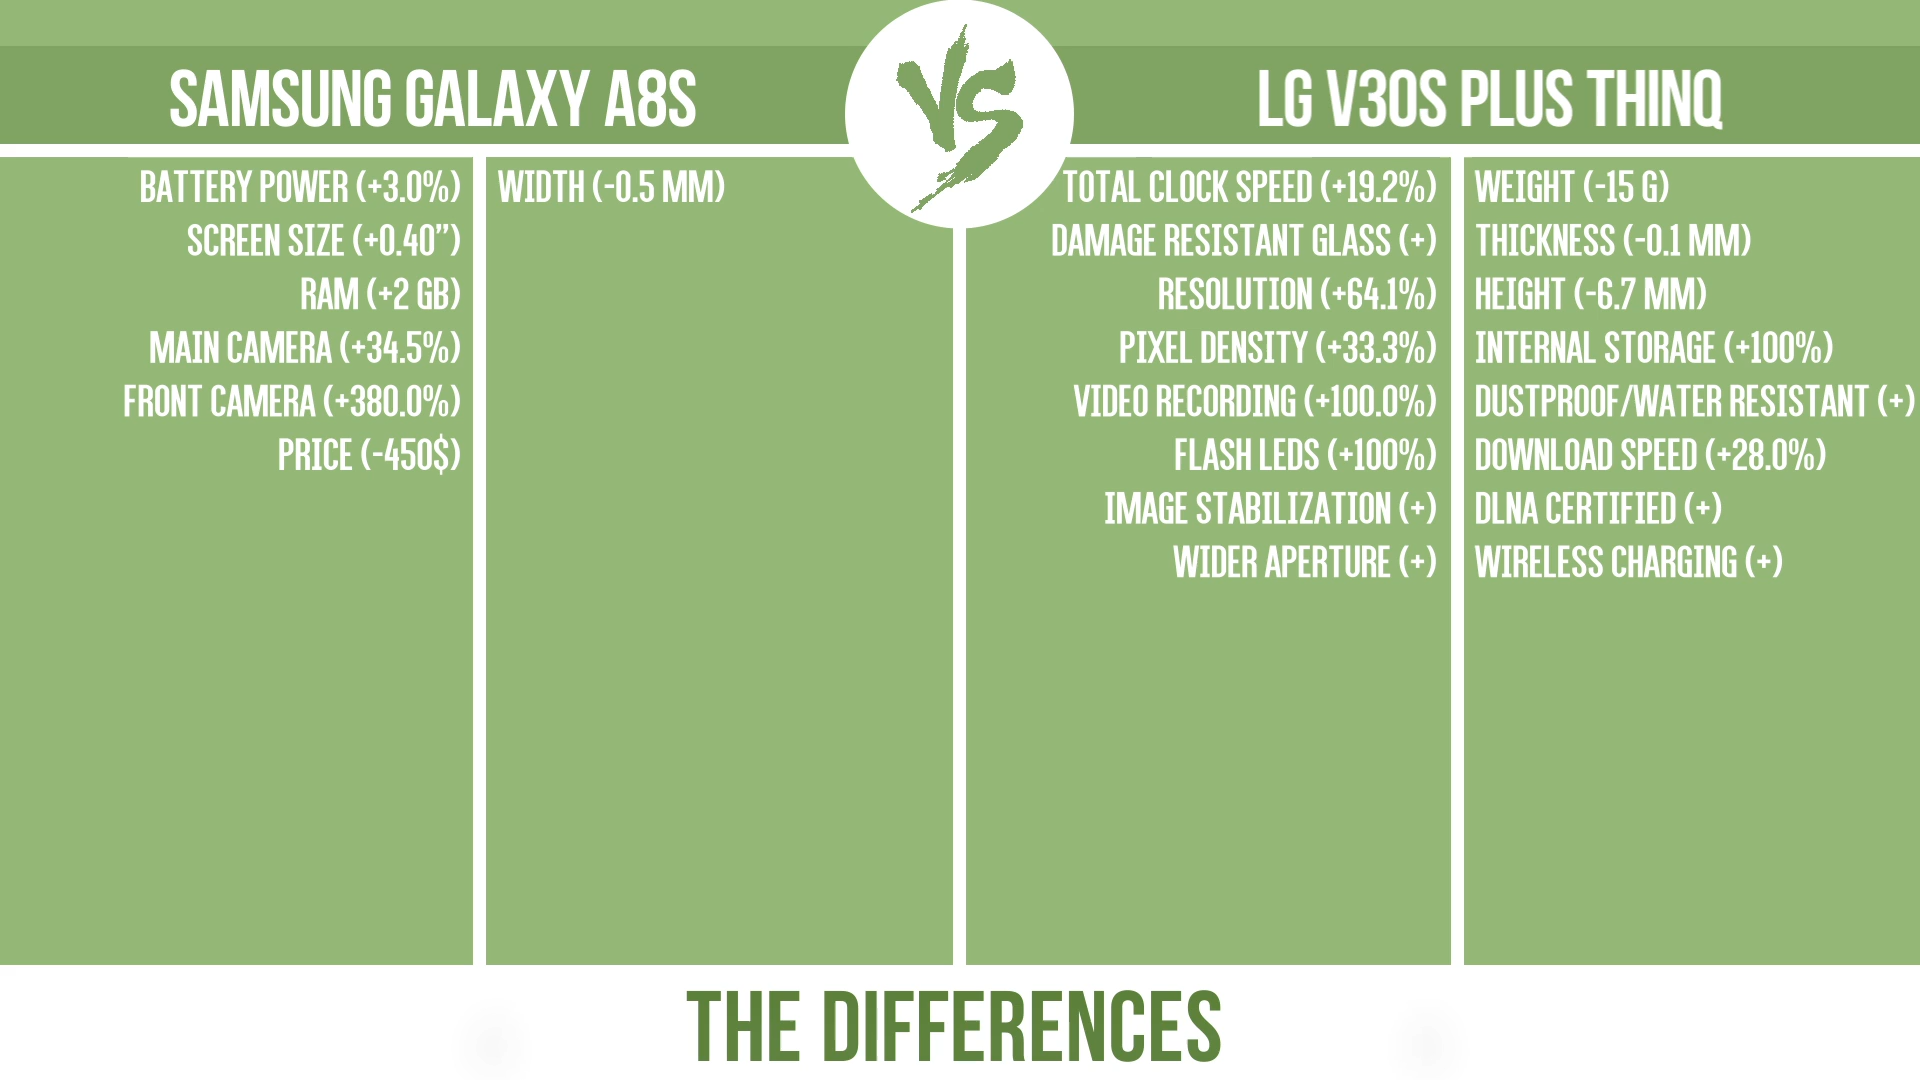 SAMSUNG GALAXY A8S
VS
LG V30S PLUS THINQ
BATTERY POWER (+3.0%)
SCREEN SIZE (+0.40”)
RAM (+2 GB)
MAIN CAMERA (+34.5%)
FRONT CAMERA (+380.0%)
PRICE (-450$)
WIDTH (-0.5 MM)
TOTAL CLOCK SPEED (+19.2%)
DAMAGE RESISTANT GLASS (+)
RESOLUTION (+64.1%)
PIXEL DENSITY (+33.3%)
VIDEO RECORDING (+100.0%)
FLASH LEDS (+100%)
IMAGE STABILIZATION (+)
WIDER APERTURE (+)
WEIGHT (-15 G)
THICKNESS (-0.1 MM)
HEIGHT (-6.7 MM)
INTERNAL STORAGE (+100%)
DUSTPROOF/WATER RESISTANT (+)
DOWNLOAD SPEED (+28.0%)
DLNA CERTIFIED (+)
WIRELESS CHARGING (+)
THE DIFFERENCES